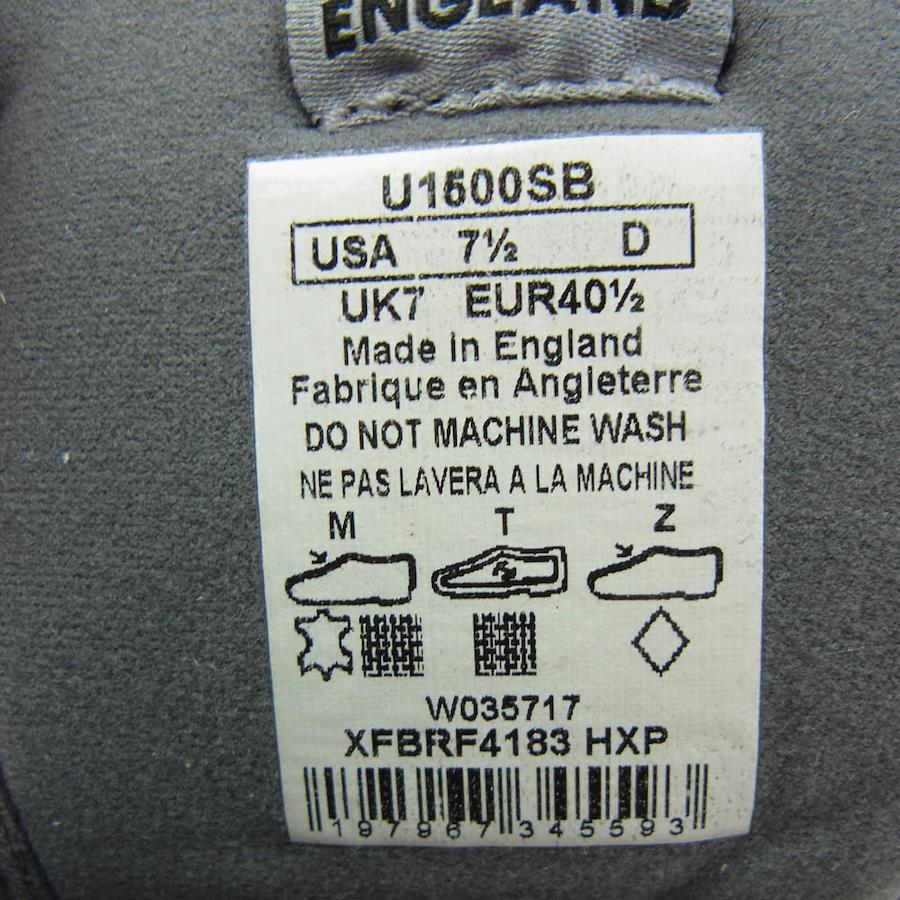 ENGLAND
U1500SB
USA 7½ D
UK7 EUR40½
Made in England
Fabrique en Angleterre
DO NOT MACHINE WASH
NE PAS LAVERA A LA MACHINE
M T Z
W035717
XFBRF4183 HXP
197967345593